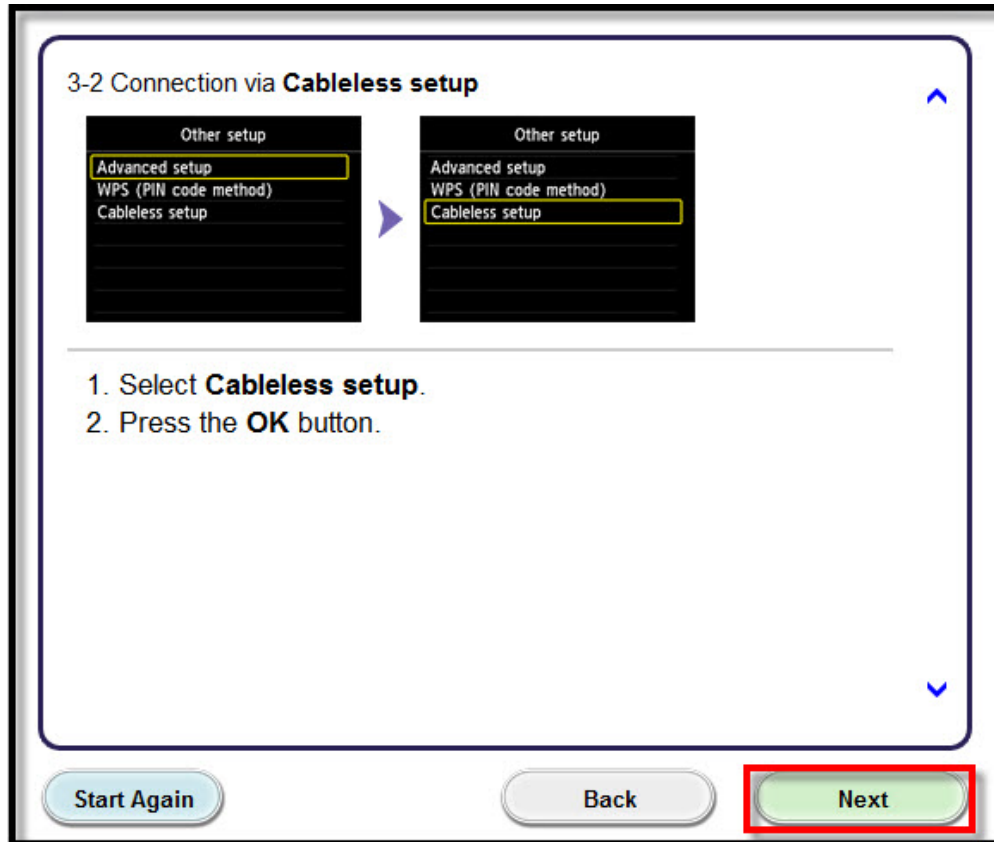 3-2 Connection via Cableless setup
Other setup
Advanced setup
WPS (PIN code method)
Cableless setup
Other setup
Advanced setup
WPS (PIN code method)
Cableless setup
1. Select Cableless setup.
2. Press the OK button.
Start Again
Back
Next